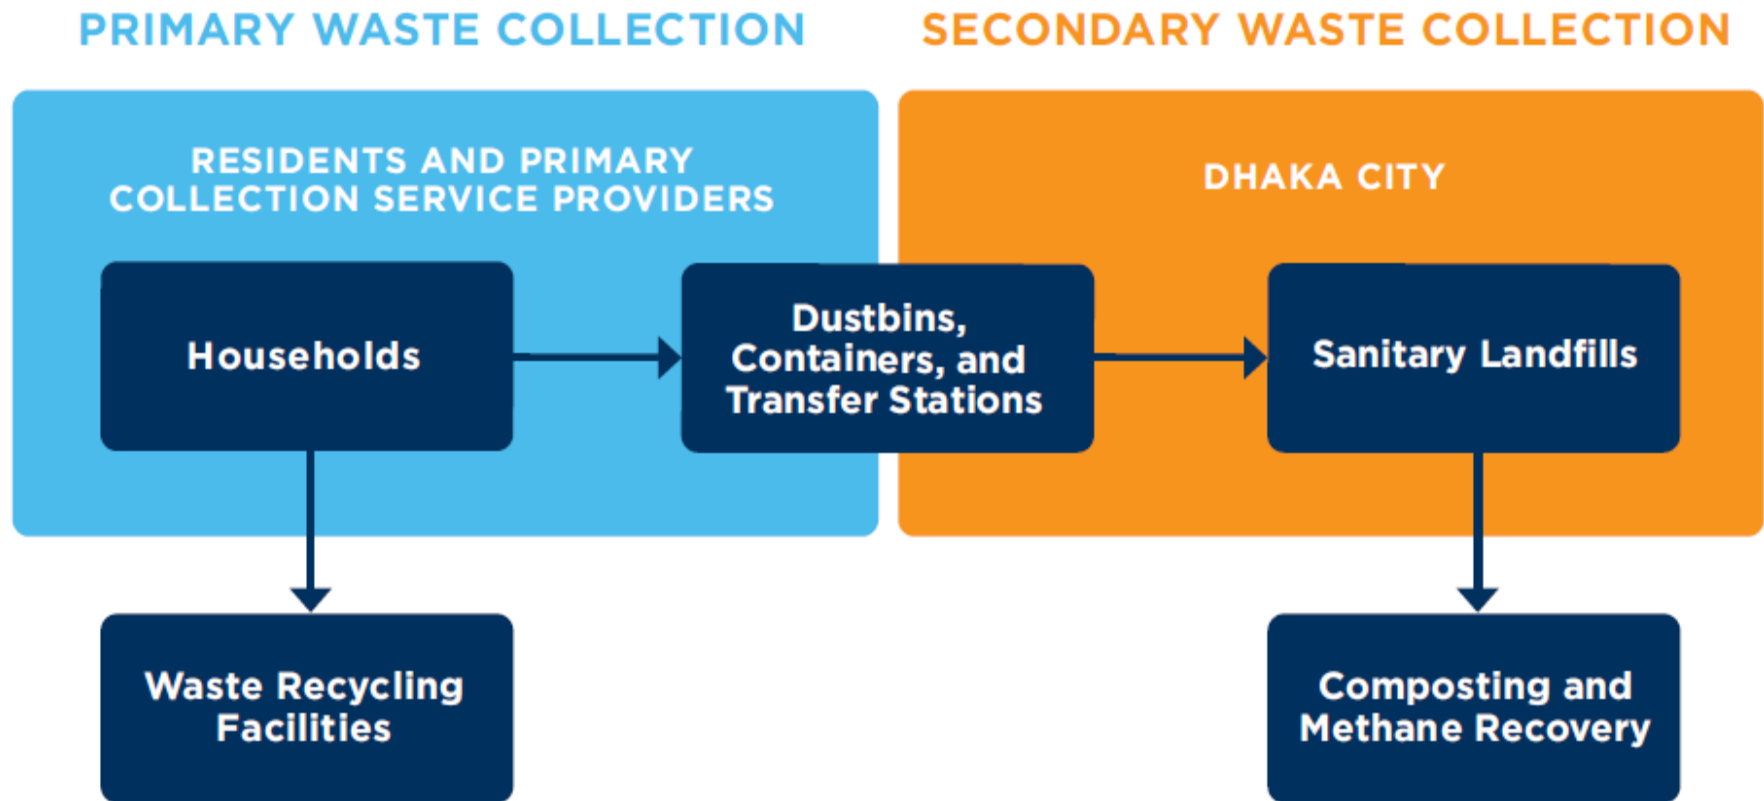 PRIMARY WASTE COLLECTION
SECONDARY WASTE COLLECTION
RESIDENTS AND PRIMARY
COLLECTION SERVICE PROVIDERS
DHAKA CITY
Households
Dustbins,
Containers, and
Transfer Stations
Sanitary Landfills
Waste Recycling
Facilities
Composting and
Methane Recovery